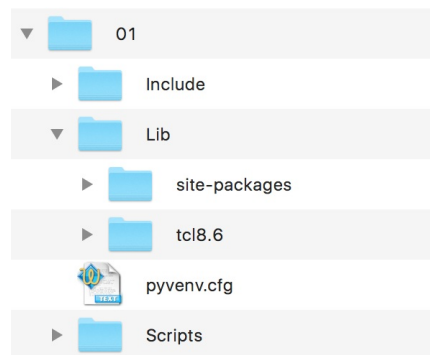 01
Include
Lib
site-packages
tcl8.6
TEXT
pyvenv.cfg
Scripts